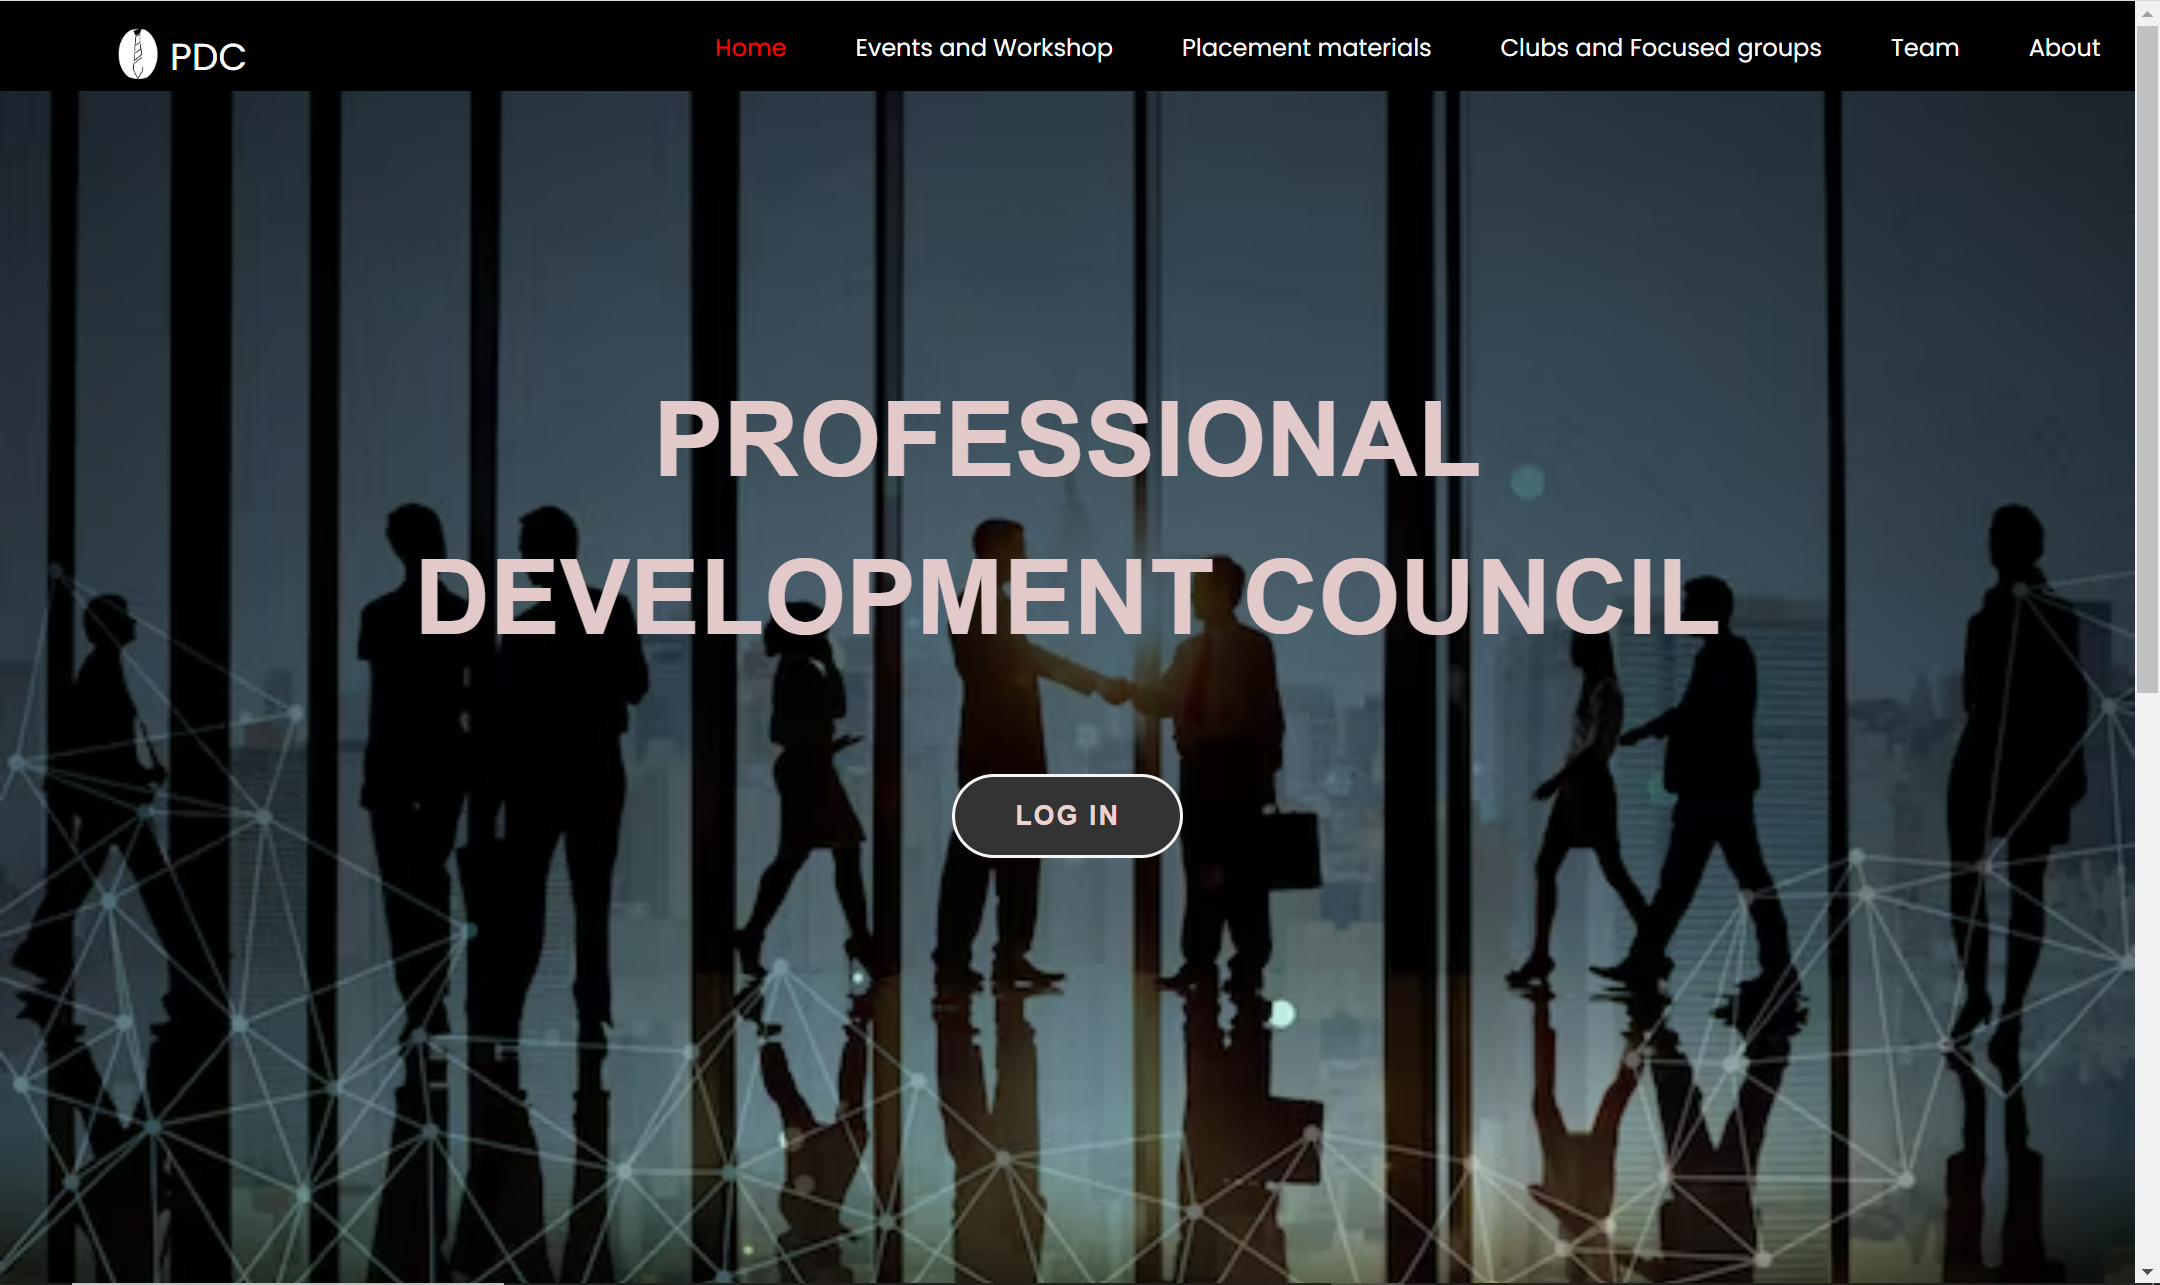 PDC
Home Events and Workshop Placement materials Clubs and Focused groups Team About
PROFESSIONAL
DEVELOPMENT COUNCIL
LOG IN